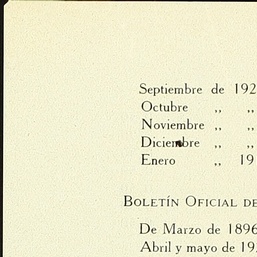 Septiembre de 192
Octubre ,, ,,
Noviembre ,, ,,
Diciembre ,, ,,
Enero ,, 19
BOLETÍN OFICIAL DE
De Marzo de 1896
Abril y mayo de 19